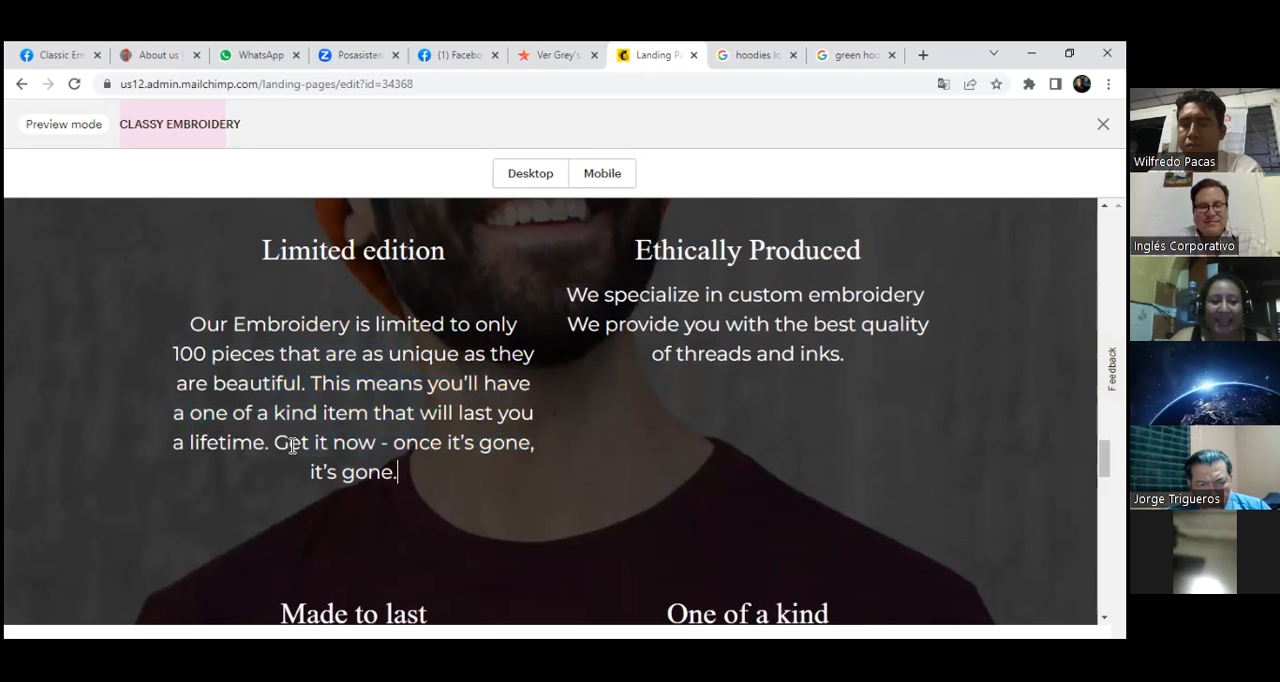 Classic Em
About us
WhatsApp
Posasisten
(1) Facebo
Ver Grey's
Landing P
hoodies lo
green hoo
us12.admin.mailchimp.com/landing-pages/edit?id=34368
Preview mode
CLASSY EMBROIDERY
Desktop
Mobile
Limited edition
Our Embroidery is limited to only
100 pieces that are as unique as they
are beautiful. This means you'll have
a one of a kind item that will last you
a lifetime. Get it now - once it's gone,
it's gone.
Ethically Produced
We specialize in custom embroidery
We provide you with the best quality
of threads and inks.
Made to last
One of a kind
Feedback
Wilfredo Pacas
Inglés Corporativo
Jorge Trigueros